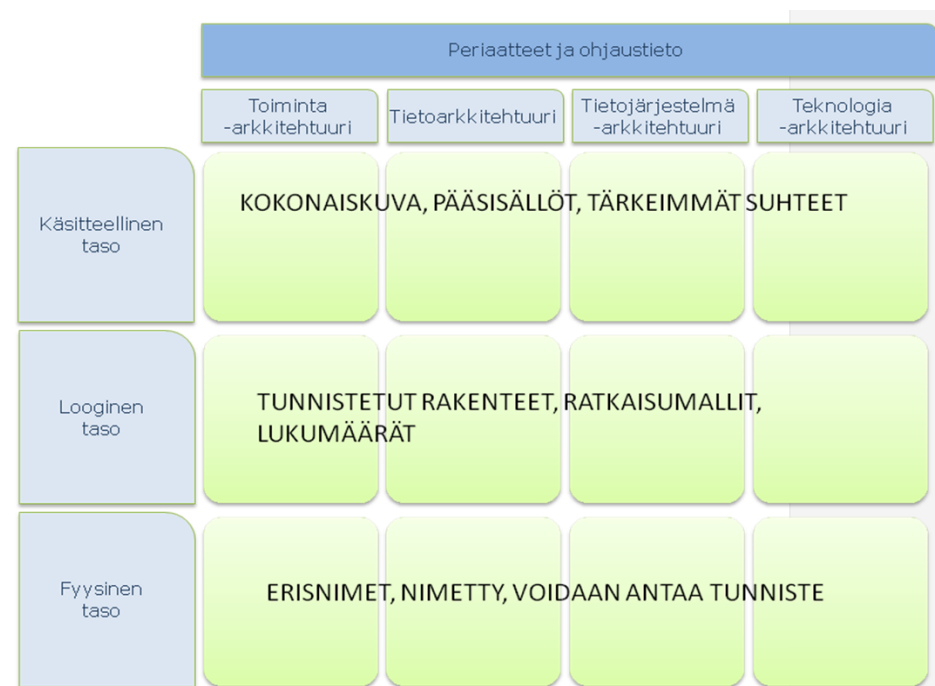 Periaatteet ja ohjaustieto
Toiminta
-arkkitehtuuri
Tietoarkkitehtuuri
Tietojärjestelmä
-arkkitehtuuri
Teknologia
-arkkitehtuuri
Käsitteellinen
taso
KOKONAISKUVA, PÄÄSISÄLLÖT, TÄRKEIMMÄT SUHTEET
Looginen
taso
TUNNISTETUT RAKENTEET, RATKAISUMALLIT,
LUKUMÄÄRÄT
Fyysinen
taso
ERISNIMET, NIMETTY, VOIDAAN ANTAA TUNNISTE